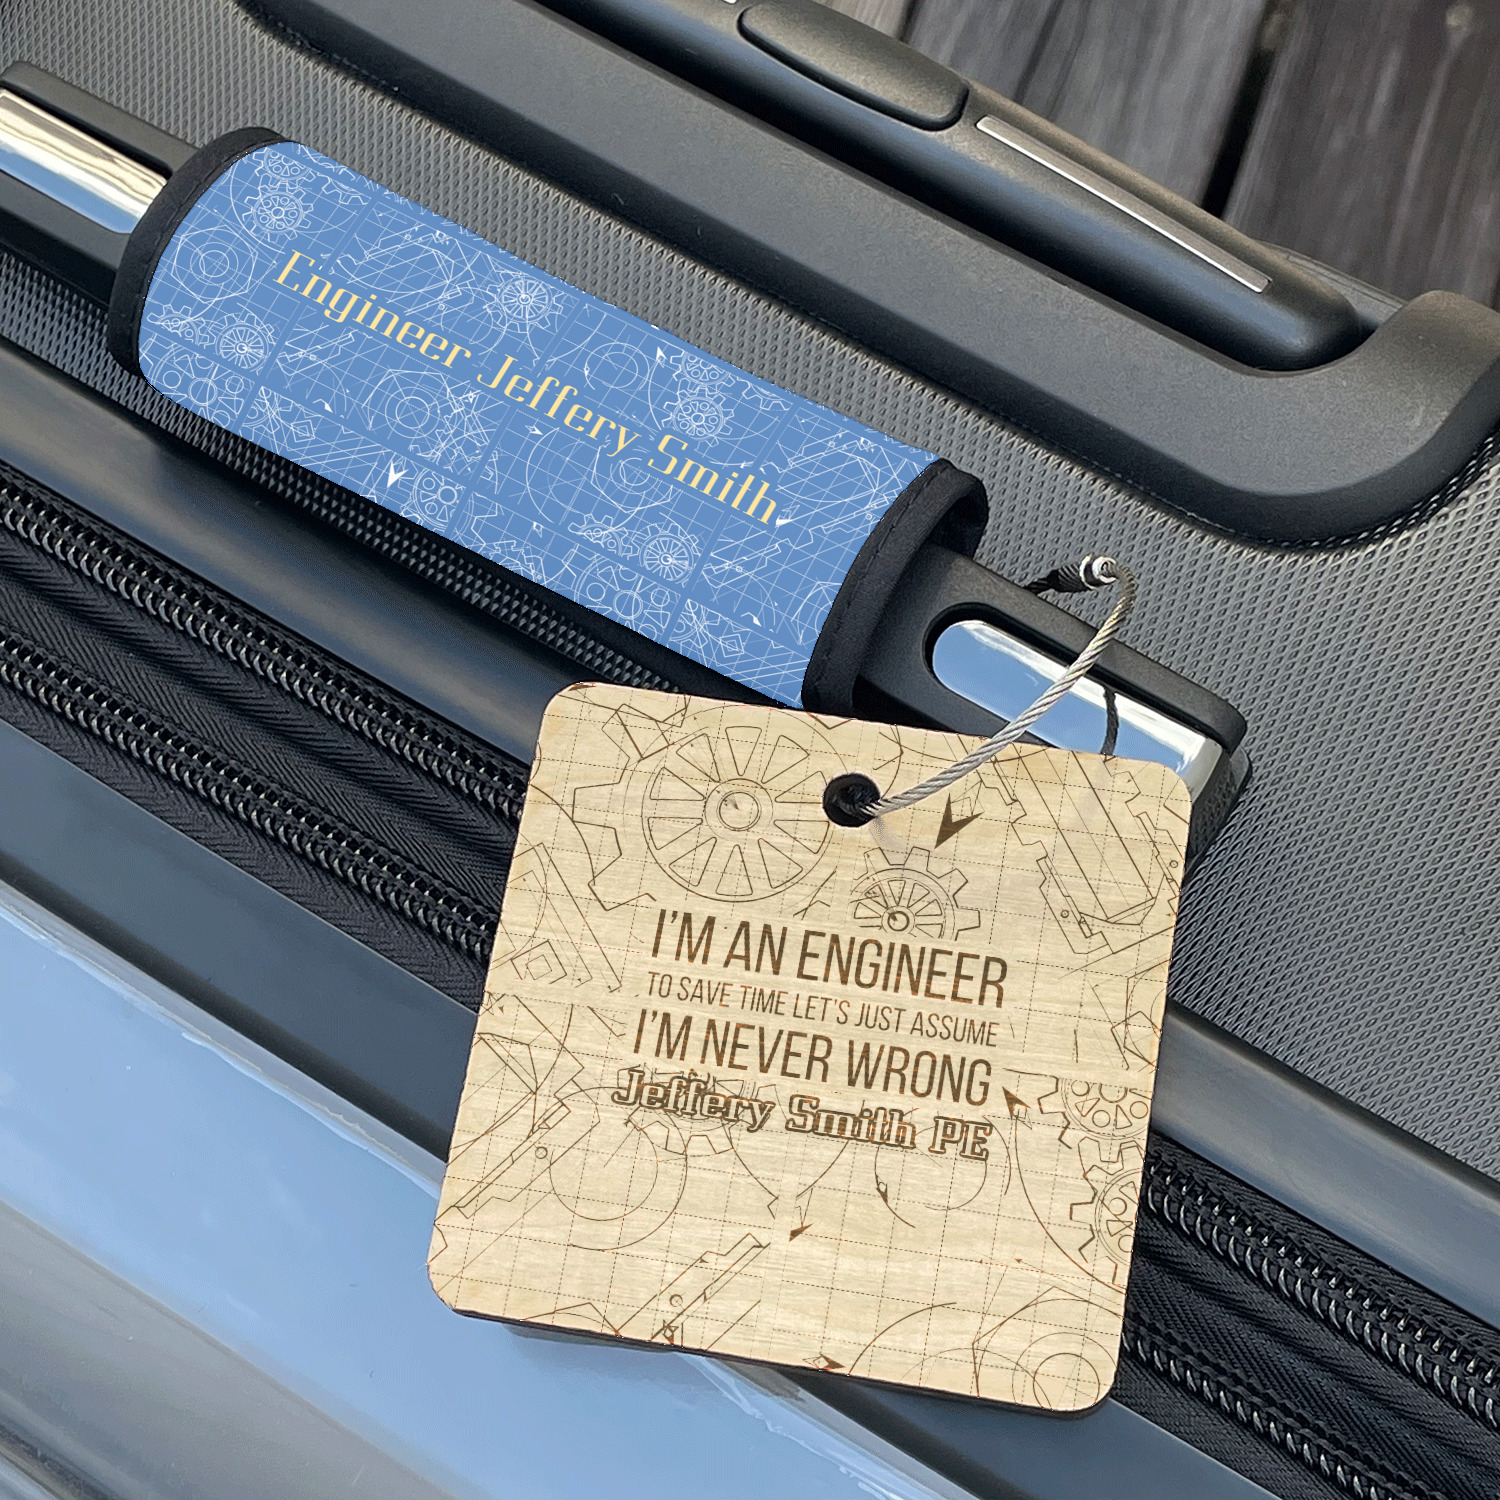 Engineer Jeffery Smith
I'M AN ENGINEER
TO SAVE TIME LET'S JUST ASSUME
I'M NEVER WRONG
Jeffery Smith PE